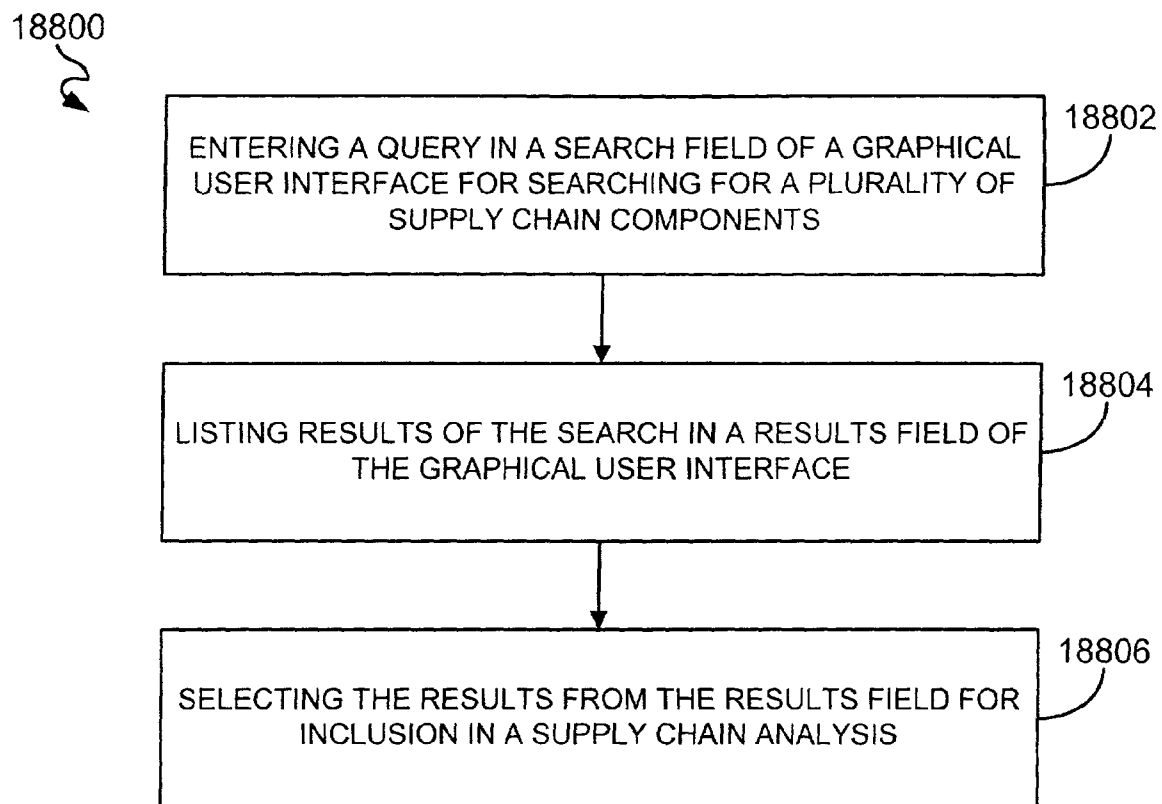 18800
18802
ENTERING A QUERY IN A SEARCH FIELD OF A GRAPHICAL
USER INTERFACE FOR SEARCHING FOR A PLURALITY OF
SUPPLY CHAIN COMPONENTS
18804
LISTING RESULTS OF THE SEARCH IN A RESULTS FIELD OF
THE GRAPHICAL USER INTERFACE
18806
SELECTING THE RESULTS FROM THE RESULTS FIELD FOR
INCLUSION IN A SUPPLY CHAIN ANALYSIS